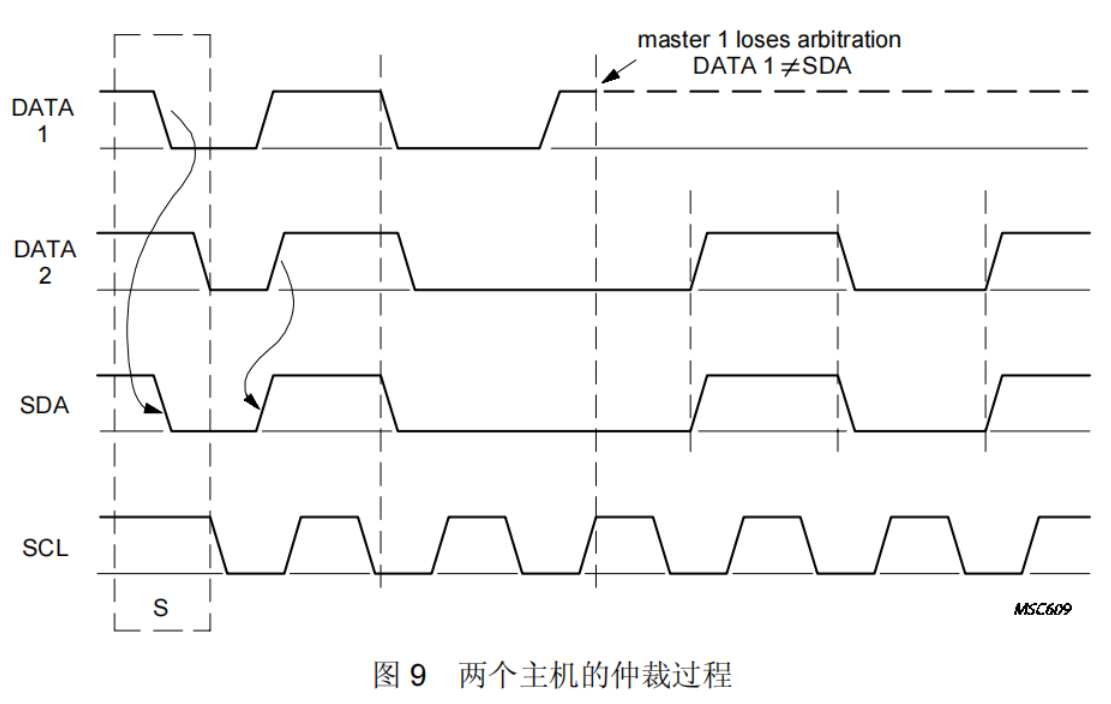 master 1 loses arbitration
DATA 1 ≠ SDA
DATA
1
DATA
2
SDA
SCL
S
MSC609
图 9 两个主机的仲裁过程